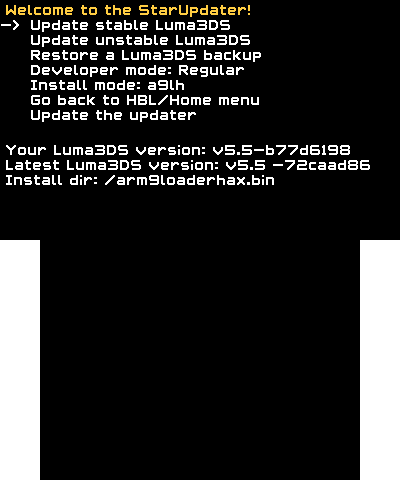 Welcome to the StarUpdater!
—> Update stable Luma3DS
Update unstable Luma3DS
Restore a Luma3DS backup
Developer mode: Regular
Install mode: a9lh
Go back to HBL/Home menu
Update the updater
Your Luma3DS version: v5.5-b77d6198
Latest Luma3DS version: v5.5 -72caad86
Install dir: /arm9loaderhax.bin